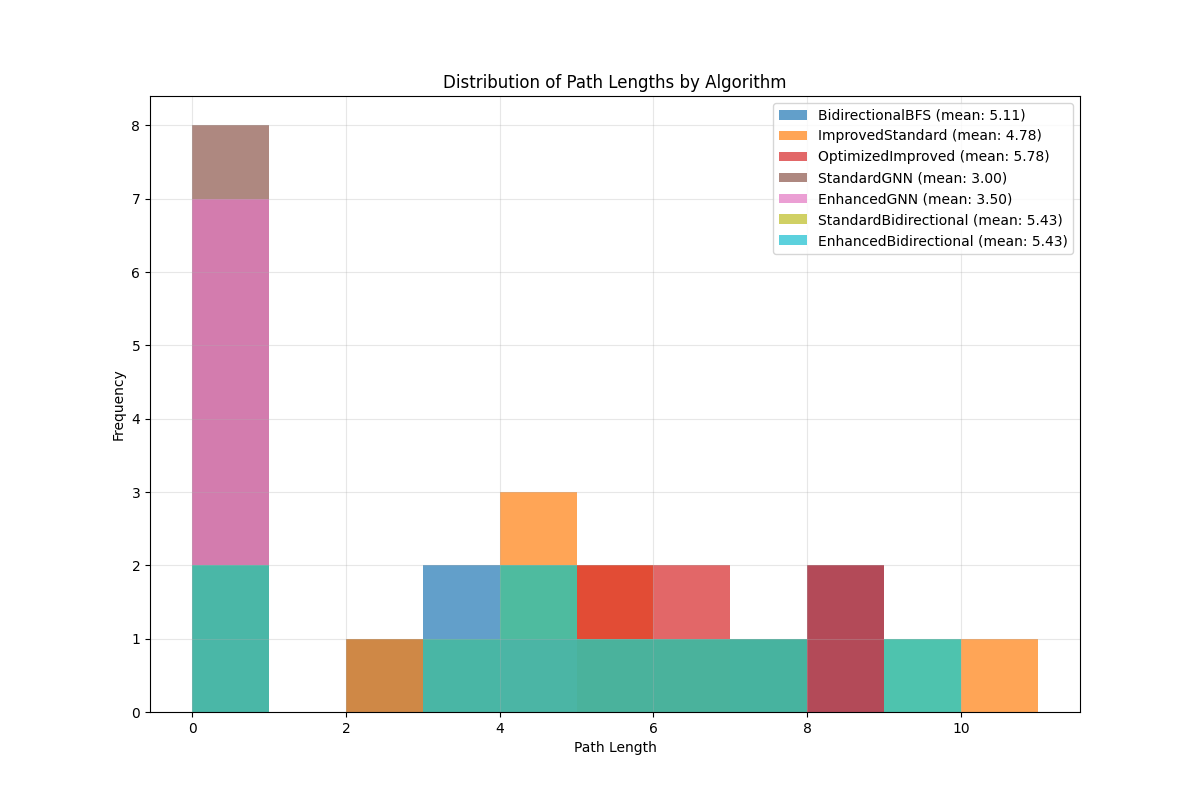 Distribution of Path Lengths by Algorithm
BidirectionalBFS (mean: 5.11)
ImprovedStandard (mean: 4.78)
OptimizedImproved (mean: 5.78)
StandardGNN (mean: 3.00)
EnhancedGNN (mean: 3.50)
StandardBidirectional (mean: 5.43)
EnhancedBidirectional (mean: 5.43)
Frequency
8
7
6
5
4
3
2
1
0
0 2 4 6 8 10
Path Length